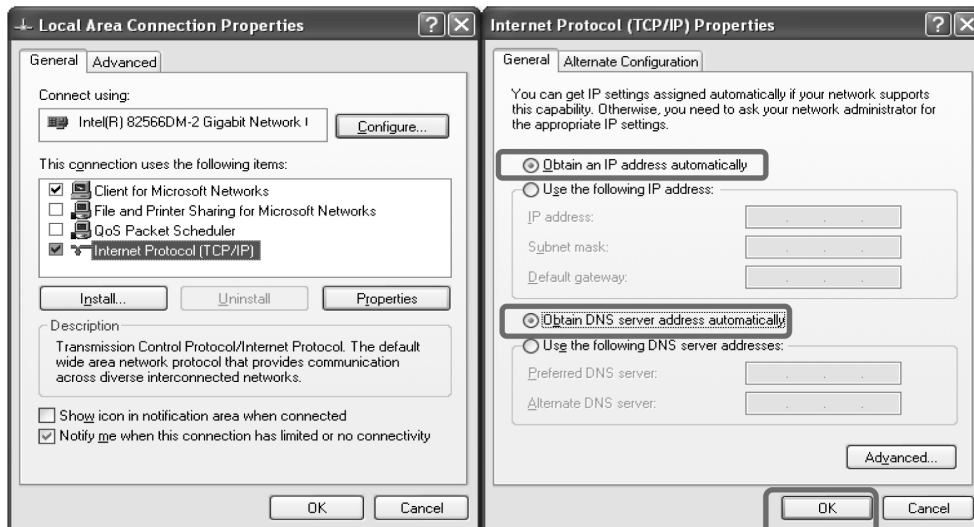 Local Area Connection Properties
General
Advanced
Connect using:
Intel(R) 82566DM-2 Gigabit Network
Configure...
This connection uses the following items:
Client for Microsoft Networks
File and Printer Sharing for Microsoft Networks
QoS Packet Scheduler
Internet Protocol (TCP/IP)
Install...
Uninstall
Properties
Description
Transmission Control Protocol/Internet Protocol. The default
wide area network protocol that provides communication
across diverse interconnected networks.
Show icon in notification area when connected
Notify me when this connection has limited or no connectivity
OK
Cancel
Internet Protocol (TCP/IP) Properties
General
Alternate Configuration
You can get IP settings assigned automatically if your network supports
this capability. Otherwise, you need to ask your network administrator for
the appropriate IP settings.
Obtain an IP address automatically
Use the following IP address:
IP address:
Subnet mask:
Default gateway:
Obtain DNS server address automatically
Use the following DNS server addresses:
Preferred DNS server:
Alternate DNS server:
Advanced...
OK
Cancel